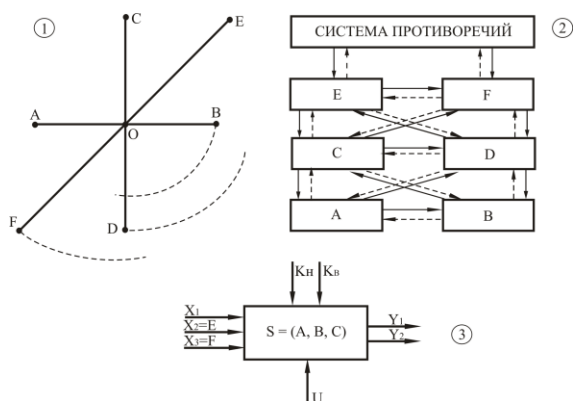 1
C
E
A
B
O
F
D
СИСТЕМА ПРОТИВОРЕЧИЙ
2
E
F
C
D
A
B
Kн Kв
X1
X2=E
X3=F
S = (A, B, C)
Y1
Y2
3
U